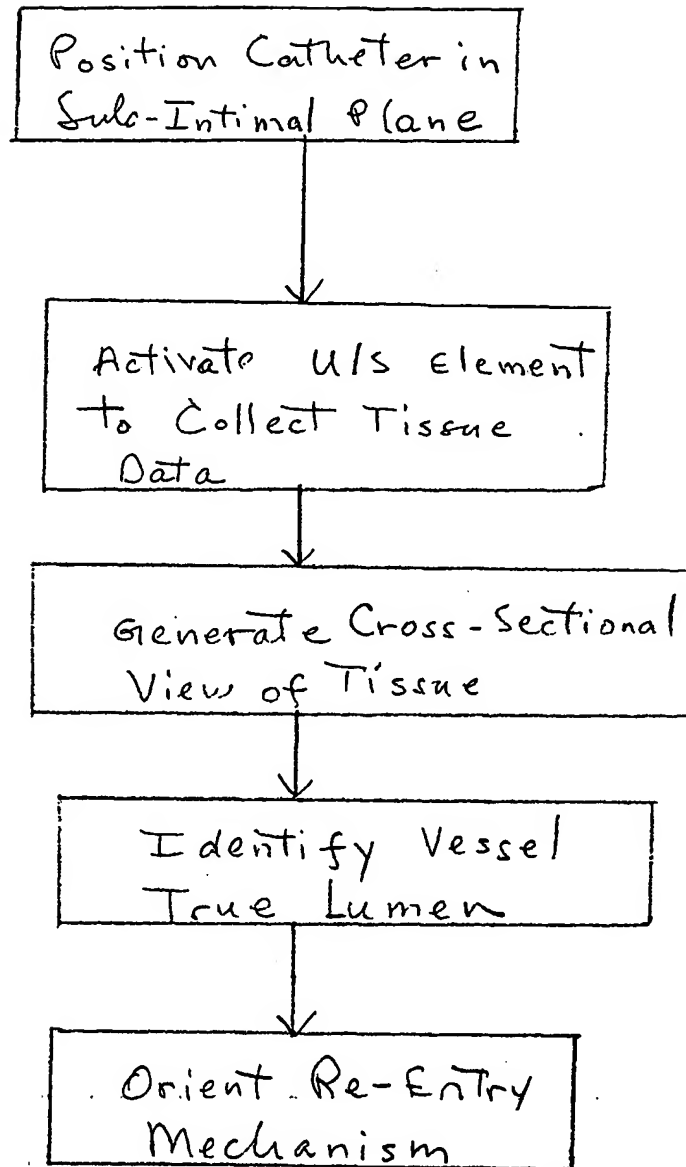 Position Catheter in
Sub-Intimal Plane
Activate U/S Element
to Collect Tissue
Data
Generate Cross-Sectional
View of Tissue
Identify Vessel
True Lumen
Orient Re-Entry
Mechanism